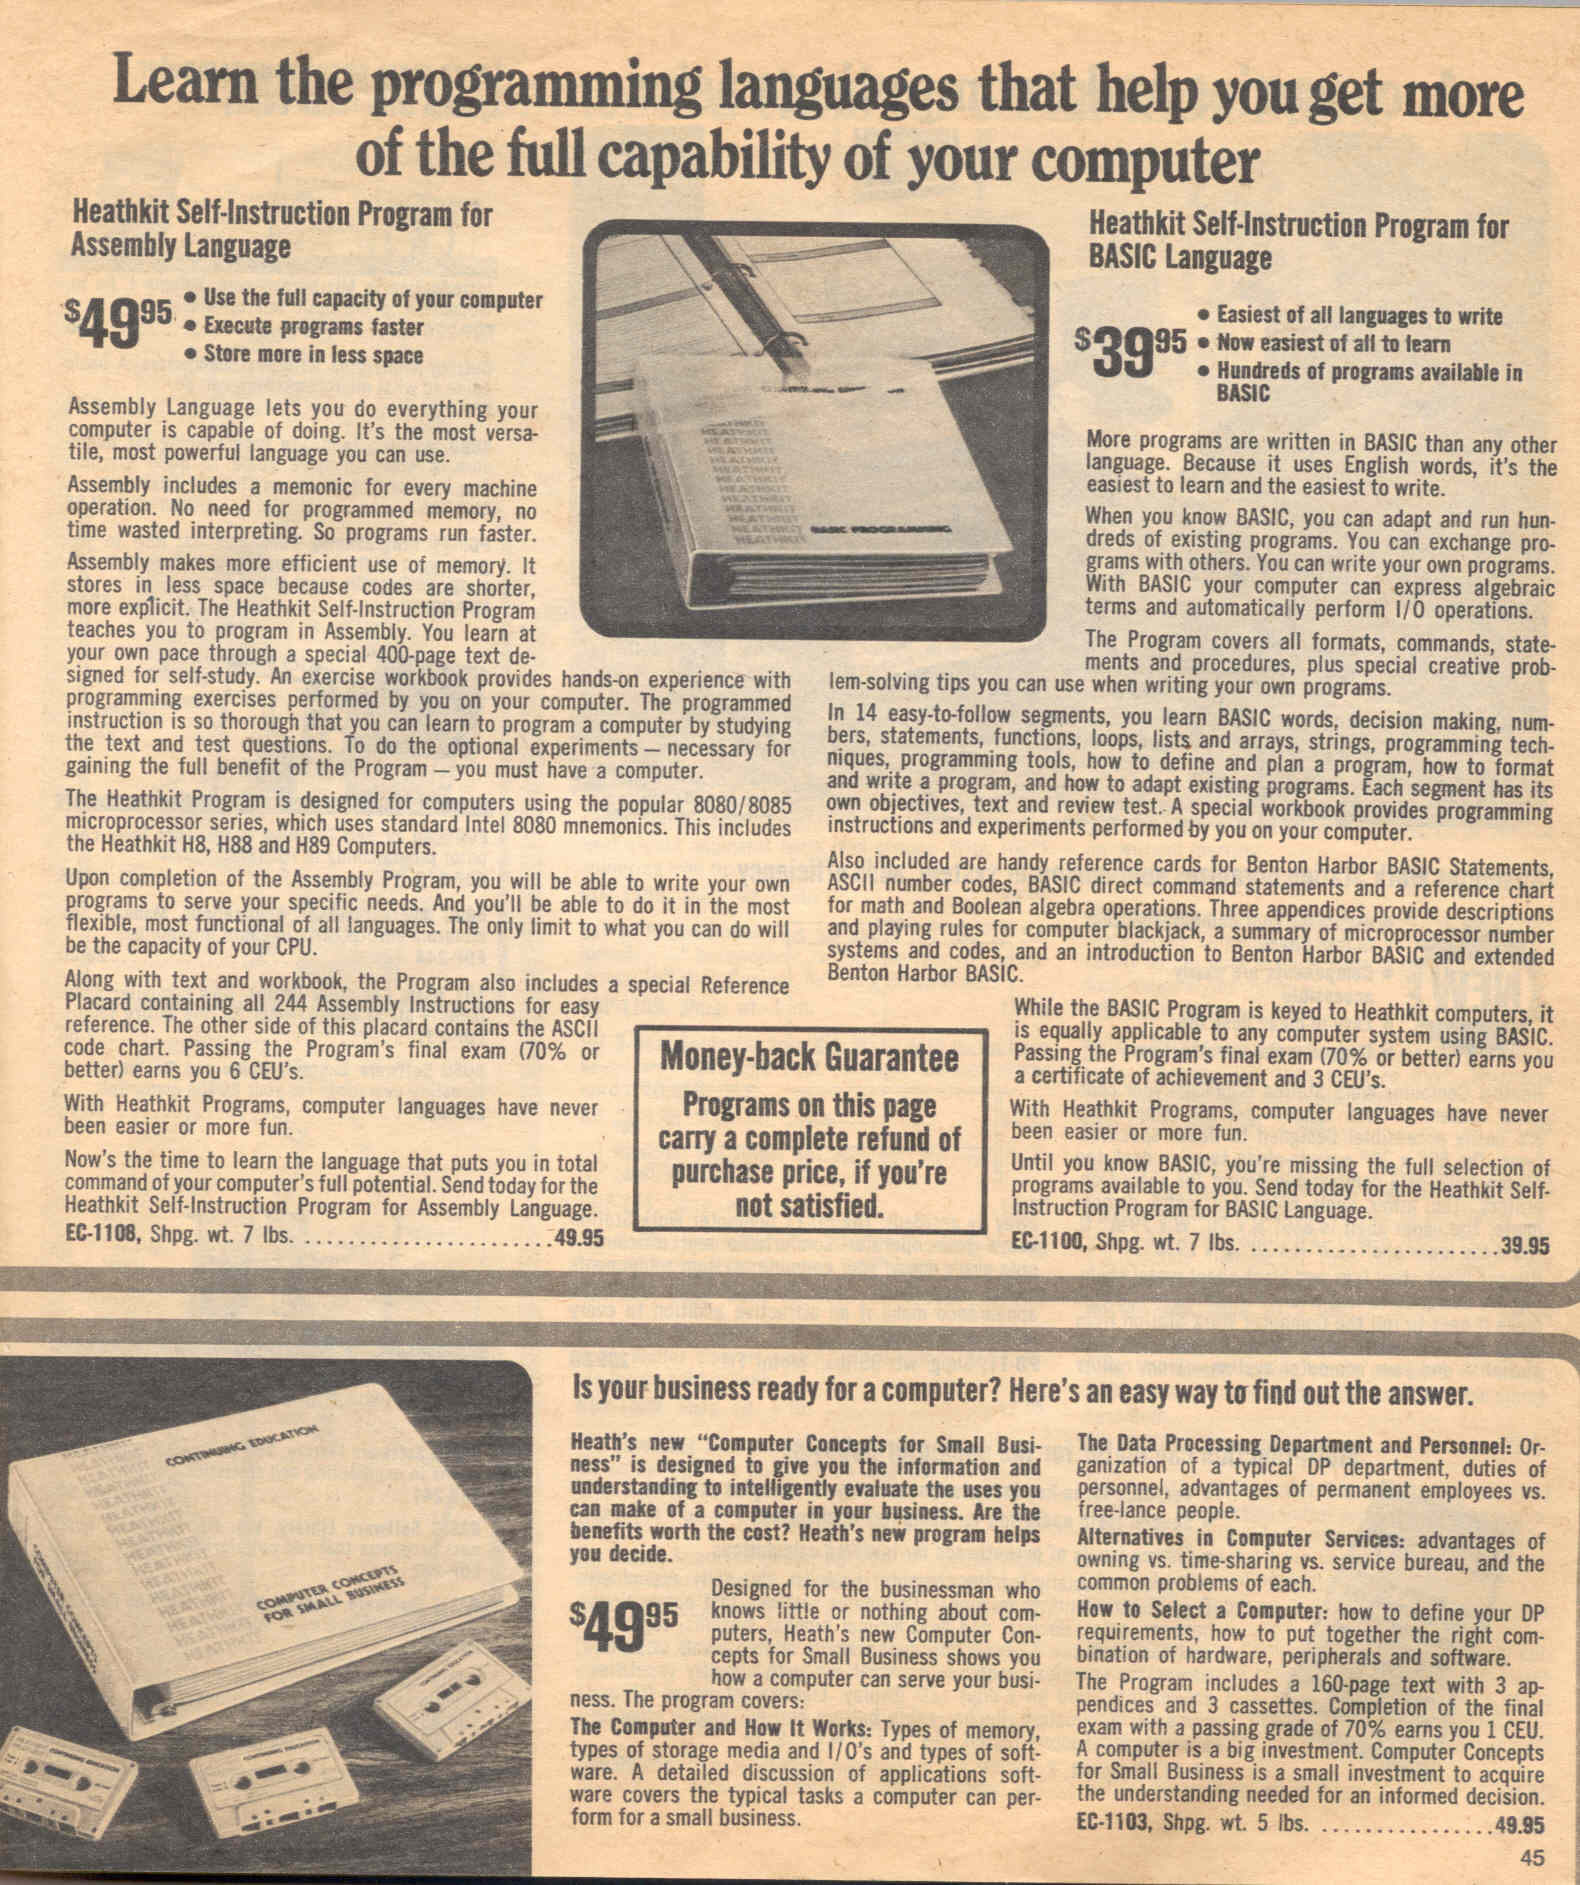 Learn the programming languages that help you get more
of the full capability of your computer
Heathkit Self-Instruction Program for
Assembly Language
$49 95
• Use the full capacity of your computer
• Execute programs faster
• Store more in less space
Assembly Language lets you do everything your
computer is capable of doing. It's the most versa-
tile, most powerful language you can use.
Assembly includes a memonic for every machine
operation. No need for programmed memory, no
time wasted interpreting. So programs run faster.
Assembly makes more efficient use of memory. It
stores in less space because codes are shorter,
more explicit. The Heathkit Self-Instruction Program
teaches you to program in Assembly. You learn at
your own pace through a special 400-page text de-
signed for self-study. An exercise workbook provides hands-on experience with
programming exercises performed by you on your computer. The programmed
instruction is so thorough that you can learn to program a computer by studying
the text and test questions. To do the optional experiments — necessary for
gaining the full benefit of the Program — you must have a computer.
The Heathkit Program is designed for computers using the popular 8080/8085
microprocessor series, which uses standard Intel 8080 mnemonics. This includes
the Heathkit H8, H88 and H89 Computers.
Upon completion of the Assembly Program, you will be able to write your own
programs to serve your specific needs. And you'll be able to do it in the most
flexible, most functional of all languages. The only limit to what you can do will
be the capacity of your CPU.
Along with text and workbook, the Program also includes a special Reference
Placard containing all 244 Assembly Instructions for easy
reference. The other side of this placard contains the ASCII
code chart. Passing the Program's final exam (70% or
better) earns you 6 CEU's.
With Heathkit Programs, computer languages have never
been easier or more fun.
Now's the time to learn the language that puts you in total
command of your computer's full potential. Send today for the
Heathkit Self-Instruction Program for Assembly Language.
EC-1108, Shpg. wt. 7 lbs. .......................49.95
HEATHKIT
HEATHKIT
HEATHKIT
HEATHKIT
HEATHKIT
HEATHKIT
HEATHKIT
HEATHKIT
HEATHKIT
HEATHKIT BASIC PROGRAMMING
HEATHKIT
Money-back Guarantee
Programs on this page
carry a complete refund of
purchase price, if you're
not satisfied.
Heathkit Self-Instruction Program for
BASIC Language
$39 95
• Easiest of all languages to write
• Now easiest of all to learn
• Hundreds of programs available in
BASIC
More programs are written in BASIC than any other
language. Because it uses English words, it's the
easiest to learn and the easiest to write.
When you know BASIC, you can adapt and run hun-
dreds of existing programs. You can exchange pro-
grams with others. You can write your own programs.
With BASIC your computer can express algebraic
terms and automatically perform I/O operations.
The Program covers all formats, commands, state-
ments and procedures, plus special creative prob-
lem-solving tips you can use when writing your own programs.
In 14 easy-to-follow segments, you learn BASIC words, decision making, num-
bers, statements, functions, loops, lists and arrays, strings, programming tech-
niques, programming tools, how to define and plan a program, how to format
and write a program, and how to adapt existing programs. Each segment has its
own objectives, text and review test. A special workbook provides programming
instructions and experiments performed by you on your computer.
Also included are handy reference cards for Benton Harbor BASIC Statements,
ASCII number codes, BASIC direct command statements and a reference chart
for math and Boolean algebra operations. Three appendices provide descriptions
and playing rules for computer blackjack, a summary of microprocessor number
systems and codes, and an introduction to Benton Harbor BASIC and extended
Benton Harbor BASIC.
While the BASIC Program is keyed to Heathkit computers, it
is equally applicable to any computer system using BASIC.
Passing the Program's final exam (70% or better) earns you
a certificate of achievement and 3 CEU's.
With Heathkit Programs, computer languages have never
been easier or more fun.
Until you know BASIC, you're missing the full selection of
programs available to you. Send today for the Heathkit Self-
Instruction Program for BASIC Language.
EC-1100, Shpg. wt. 7 lbs. .......................39.95
CONTINUING EDUCATION
HEATHKIT
HEATHKIT
HEATHKIT
HEATHKIT
HEATHKIT
HEATHKIT
COMPUTER CONCEPTS
FOR SMALL BUSINESS
CONTINUING EDUCATION
CONTINUING EDUCATION
CONTINUING EDUCATION
Is your business ready for a computer? Here's an easy way to find out the answer.
Heath's new "Computer Concepts for Small Busi-
ness" is designed to give you the information and
understanding to intelligently evaluate the uses you
can make of a computer in your business. Are the
benefits worth the cost? Heath's new program helps
you decide.
$49 95
Designed for the businessman who
knows little or nothing about com-
puters, Heath's new Computer Con-
cepts for Small Business shows you
how a computer can serve your busi-
ness. The program covers:
The Computer and How It Works: Types of memory,
types of storage media and I/O's and types of soft-
ware. A detailed discussion of applications soft-
ware covers the typical tasks a computer can per-
form for a small business.
The Data Processing Department and Personnel: Or-
ganization of a typical DP department, duties of
personnel, advantages of permanent employees vs.
free-lance people.
Alternatives in Computer Services: advantages of
owning vs. time-sharing vs. service bureau, and the
common problems of each.
How to Select a Computer: how to define your DP
requirements, how to put together the right com-
bination of hardware, peripherals and software.
The Program includes a 160-page text with 3 ap-
pendices and 3 cassettes. Completion of the final
exam with a passing grade of 70% earns you 1 CEU.
A computer is a big investment. Computer Concepts
for Small Business is a small investment to acquire
the understanding needed for an informed decision.
EC-1103, Shpg. wt. 5 lbs. ................49.95
45